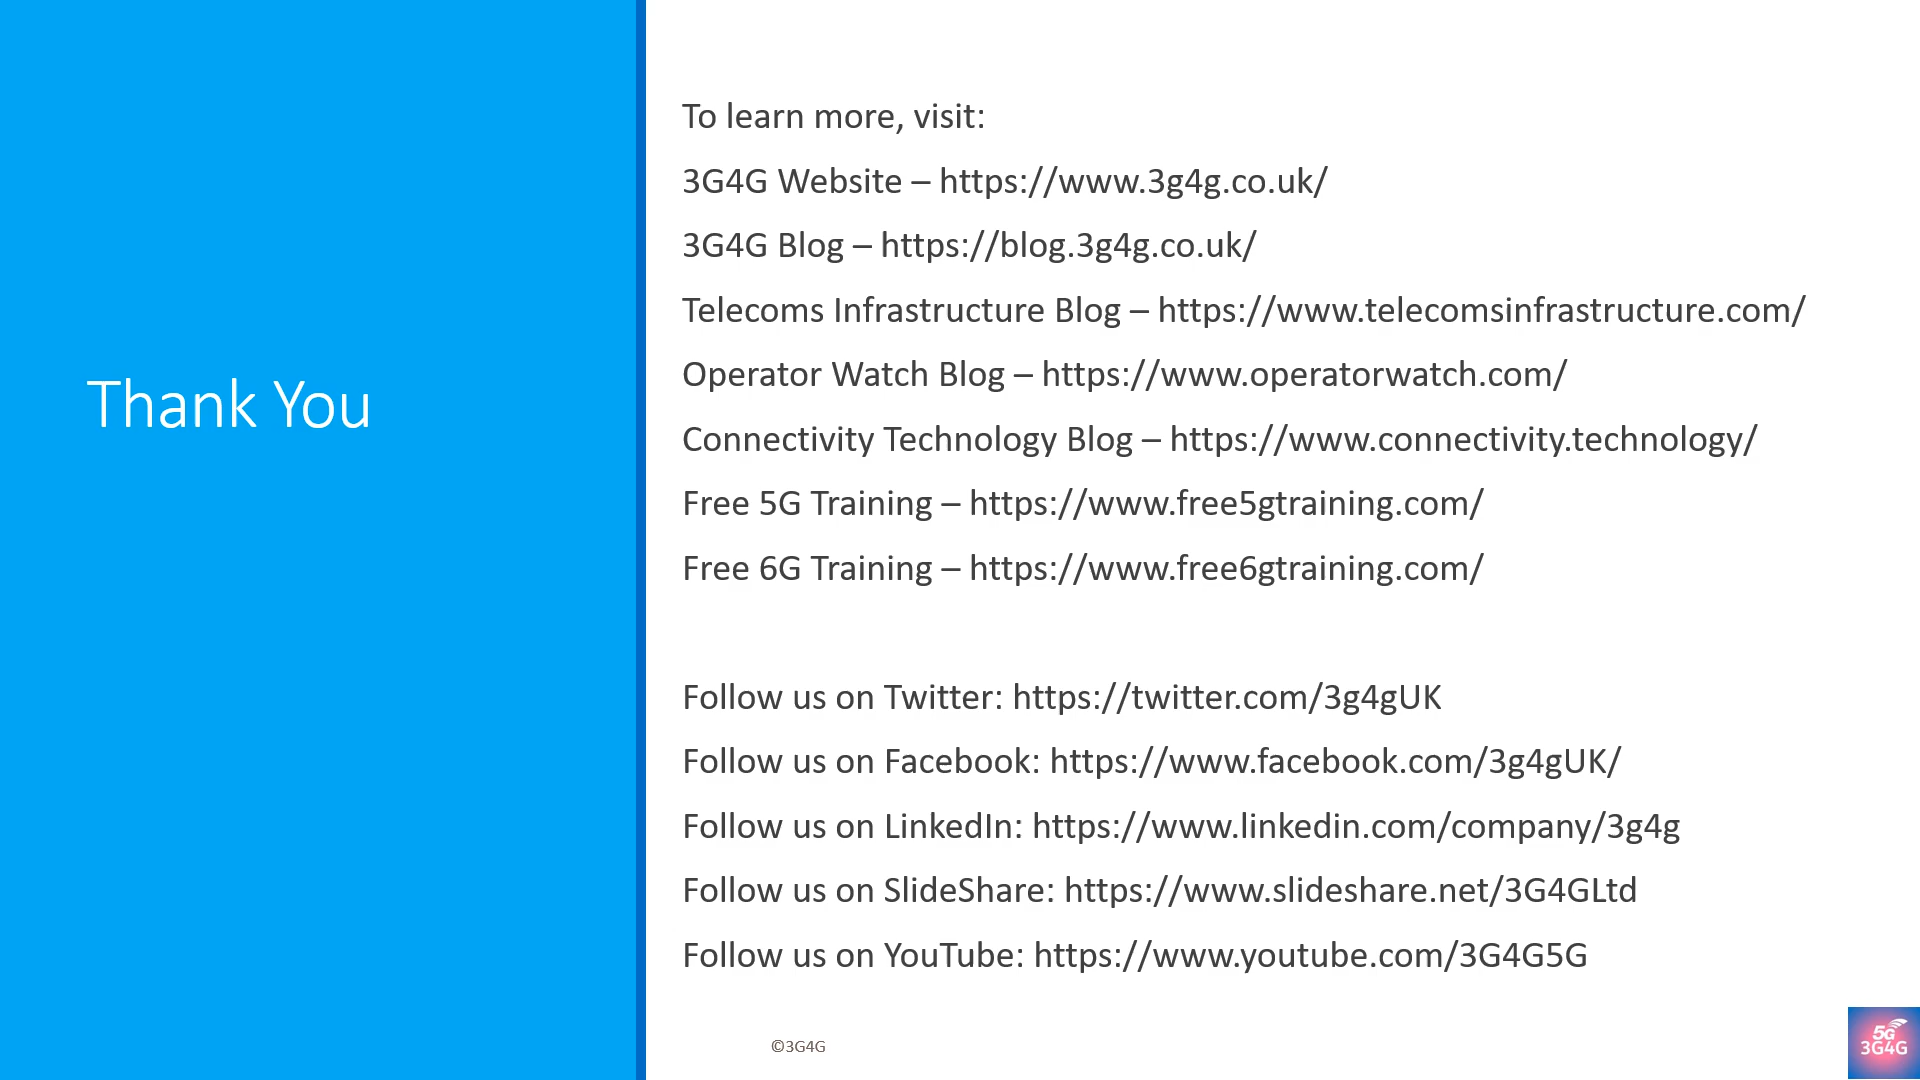 Thank You
To learn more, visit:
3G4G Website – https://www.3g4g.co.uk/
3G4G Blog – https://blog.3g4g.co.uk/
Telecoms Infrastructure Blog – https://www.telecomsinfrastructure.com/
Operator Watch Blog – https://www.operatorwatch.com/
Connectivity Technology Blog – https://www.connectivity.technology/
Free 5G Training – https://www.free5gtraining.com/
Free 6G Training – https://www.free6gtraining.com/
Follow us on Twitter: https://twitter.com/3g4gUK
Follow us on Facebook: https://www.facebook.com/3g4gUK/
Follow us on LinkedIn: https://www.linkedin.com/company/3g4g
Follow us on SlideShare: https://www.slideshare.net/3G4GLtd
Follow us on YouTube: https://www.youtube.com/3G4G5G
©3G4G
5G
3G4G